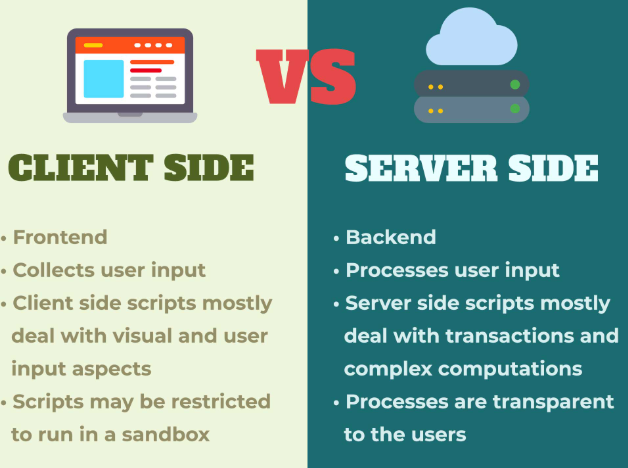 VS
CLIENT SIDE
• Frontend
• Collects user input
• Client side scripts mostly
deal with visual and user
input aspects
• Scripts may be restricted
to run in a sandbox
SERVER SIDE
• Backend
• Processes user input
• Server side scripts mostly
deal with transactions and
complex computations
• Processes are transparent
to the users